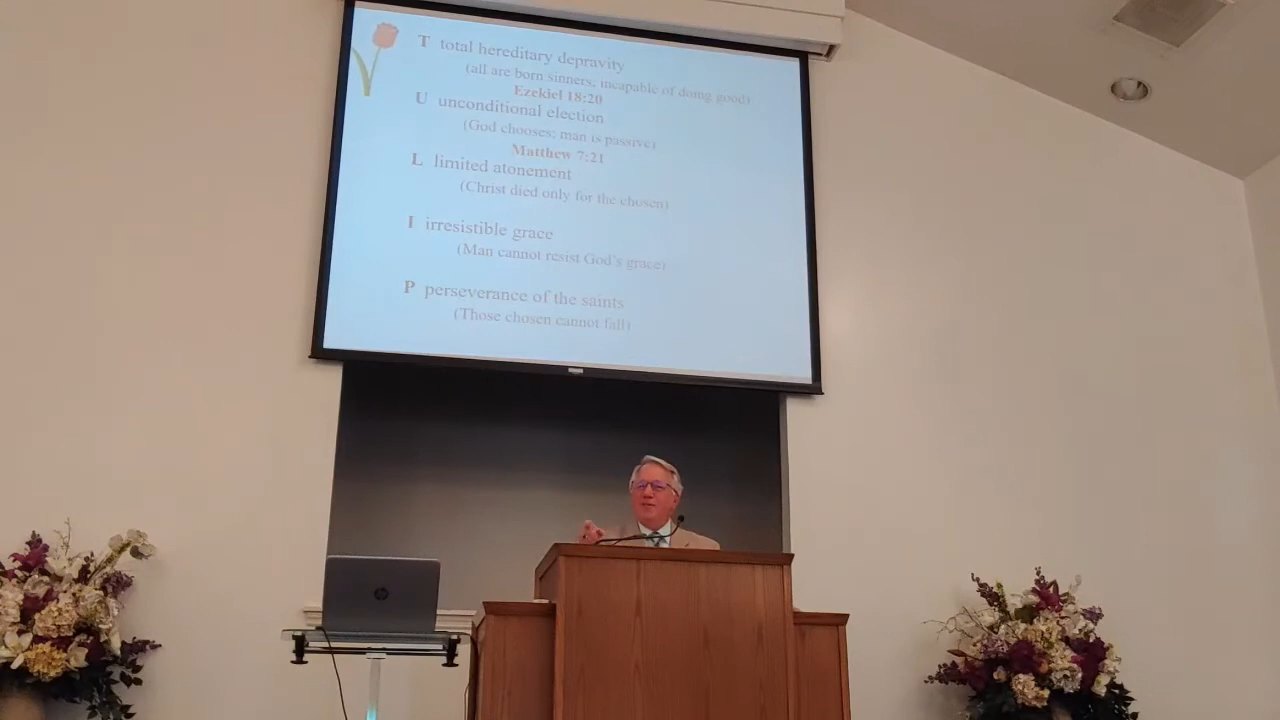 T total hereditary depravity
(all are born sinners; incapable of doing good)
Ezekiel 18:20
U unconditional election
(God chooses; man is passive)
Matthew 7:21
L limited atonement
(Christ died only for the chosen)
I irresistible grace
(Man cannot resist God's grace)
P perseverance of the saints
(Those chosen cannot fall)
hp